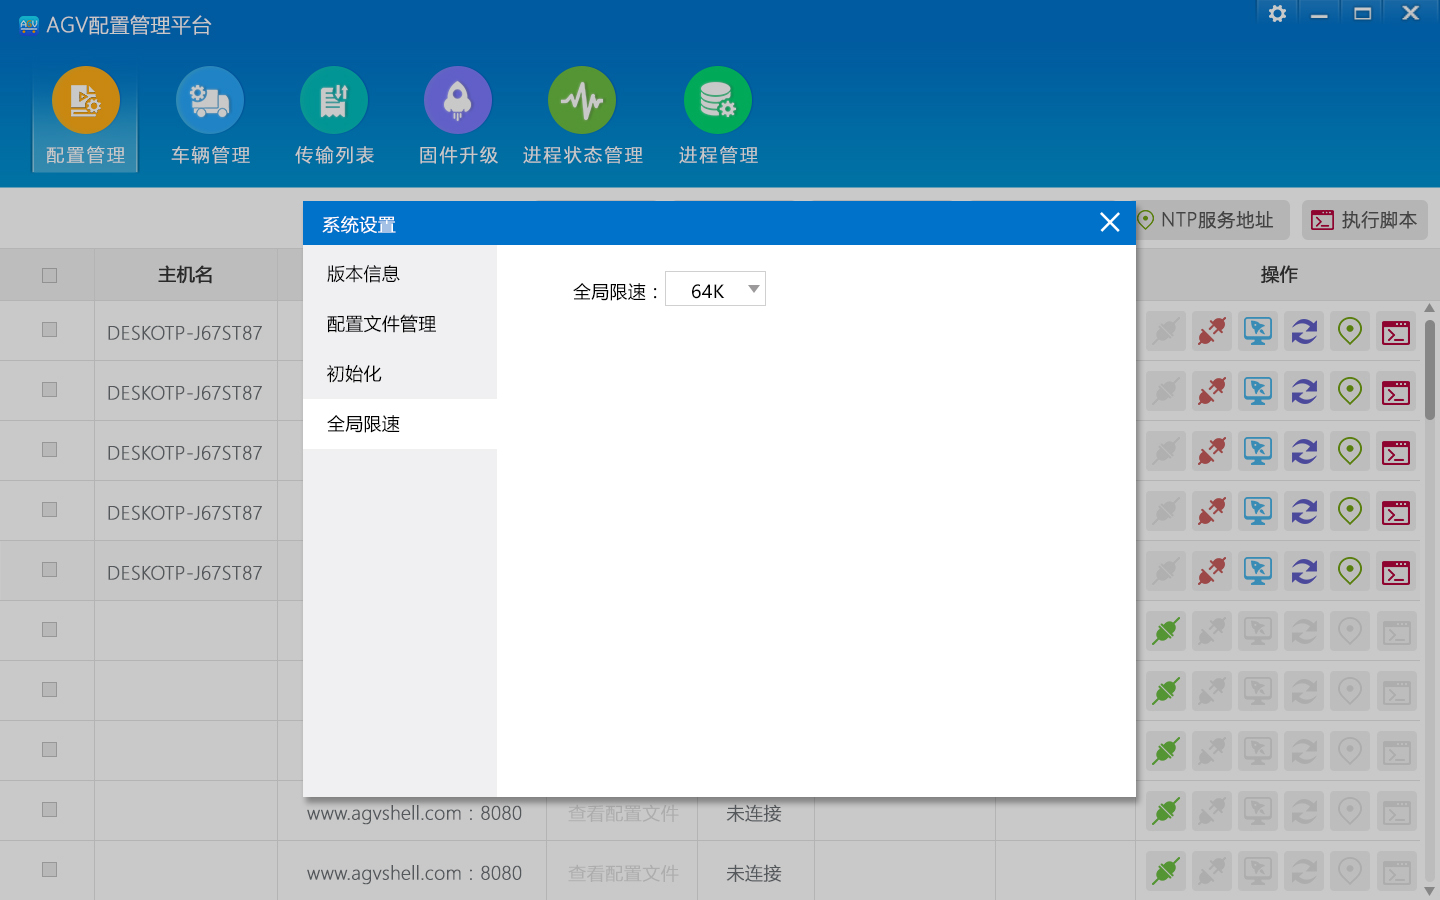 AGV配置管理平台
配置管理 车辆管理 传输列表 固件升级 进程状态管理 进程管理
NTP服务地址 执行脚本
系统设置
主机名 操作
版本信息
全局限速： 64K
配置文件管理
初始化
全局限速
DESKOTP-J67ST87
DESKOTP-J67ST87
DESKOTP-J67ST87
DESKOTP-J67ST87
DESKOTP-J67ST87
www.agvshell.com：8080 查看配置文件 未连接
www.agvshell.com：8080 查看配置文件 未连接